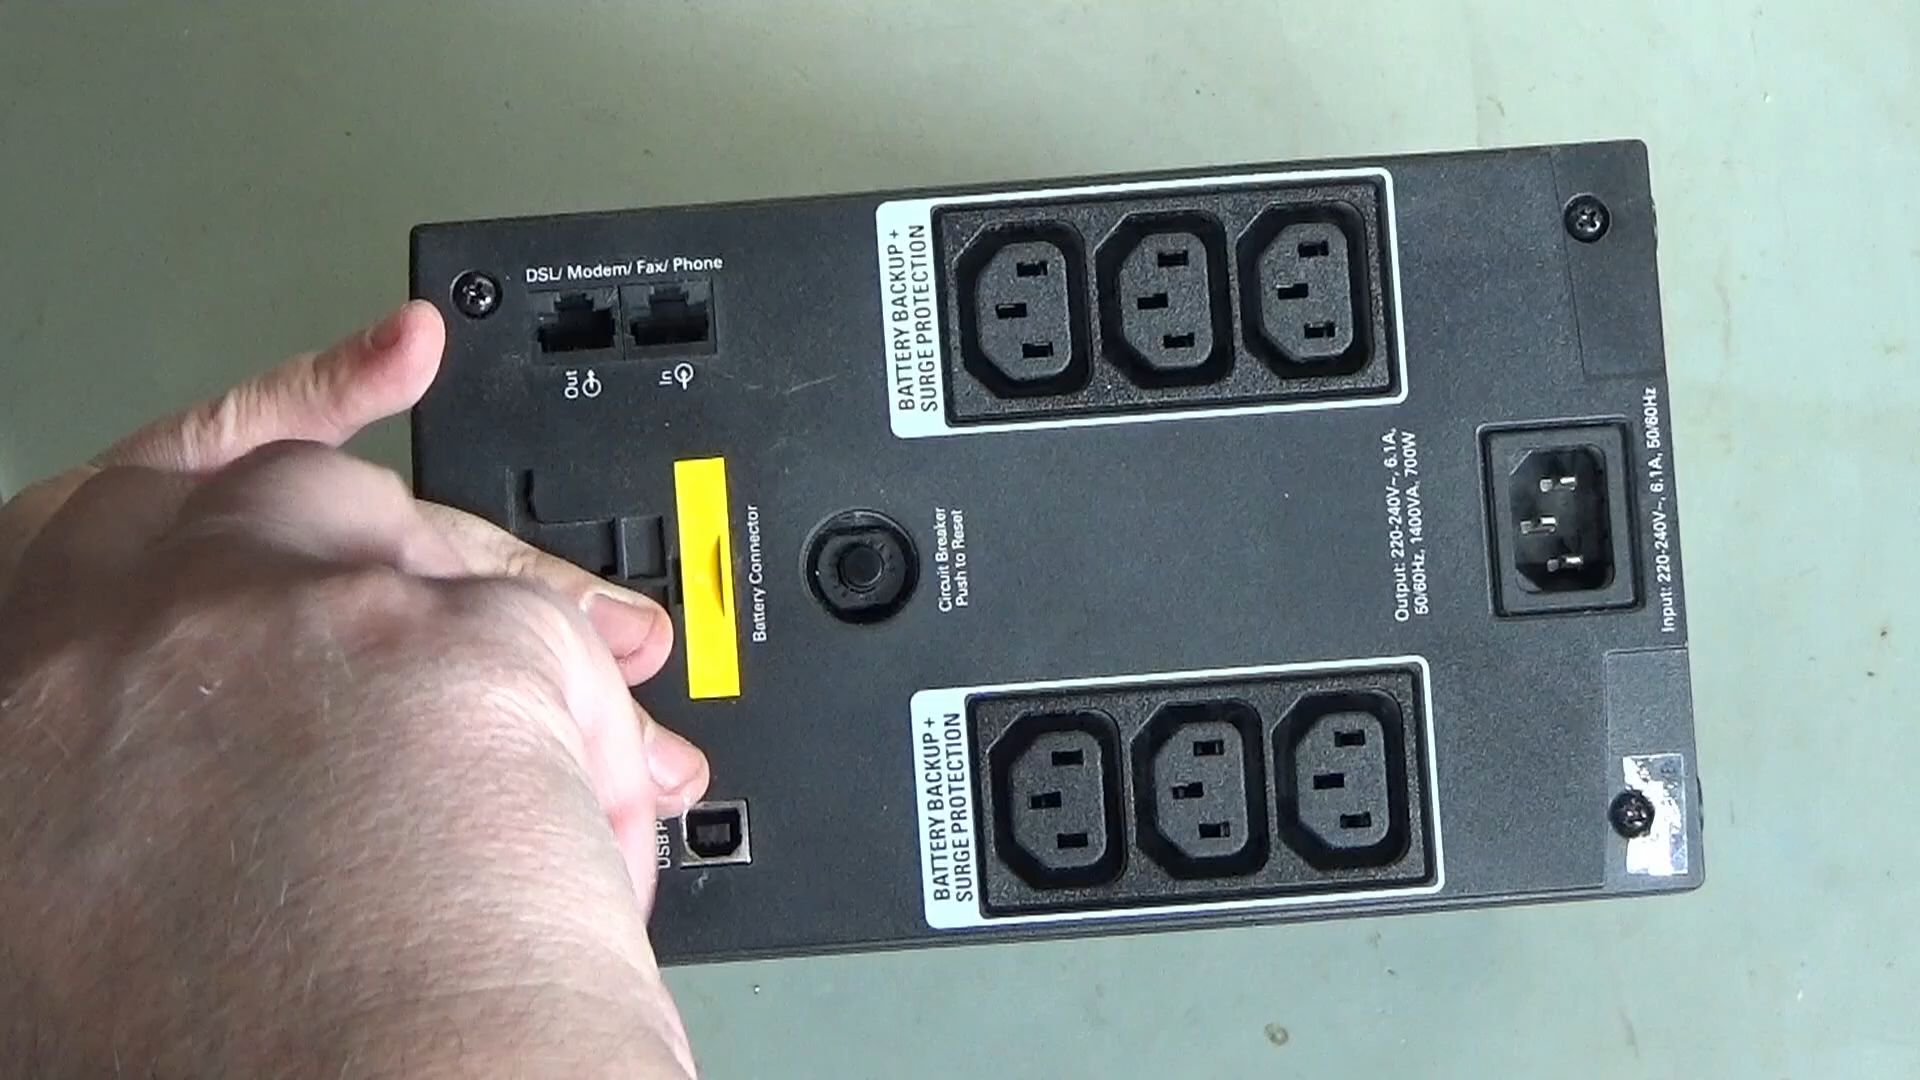 DSL/ Modem/ Fax/ Phone
Out
In
BATTERY BACKUP +
SURGE PROTECTION
Battery Connector
Circuit Breaker
Push to Reset
Output: 220-240V~, 6.1A,
50/60Hz, 1400VA, 700W
Input: 220-240V~, 6.1A, 50/60Hz
USB P
BATTERY BACKUP +
SURGE PROTECTION